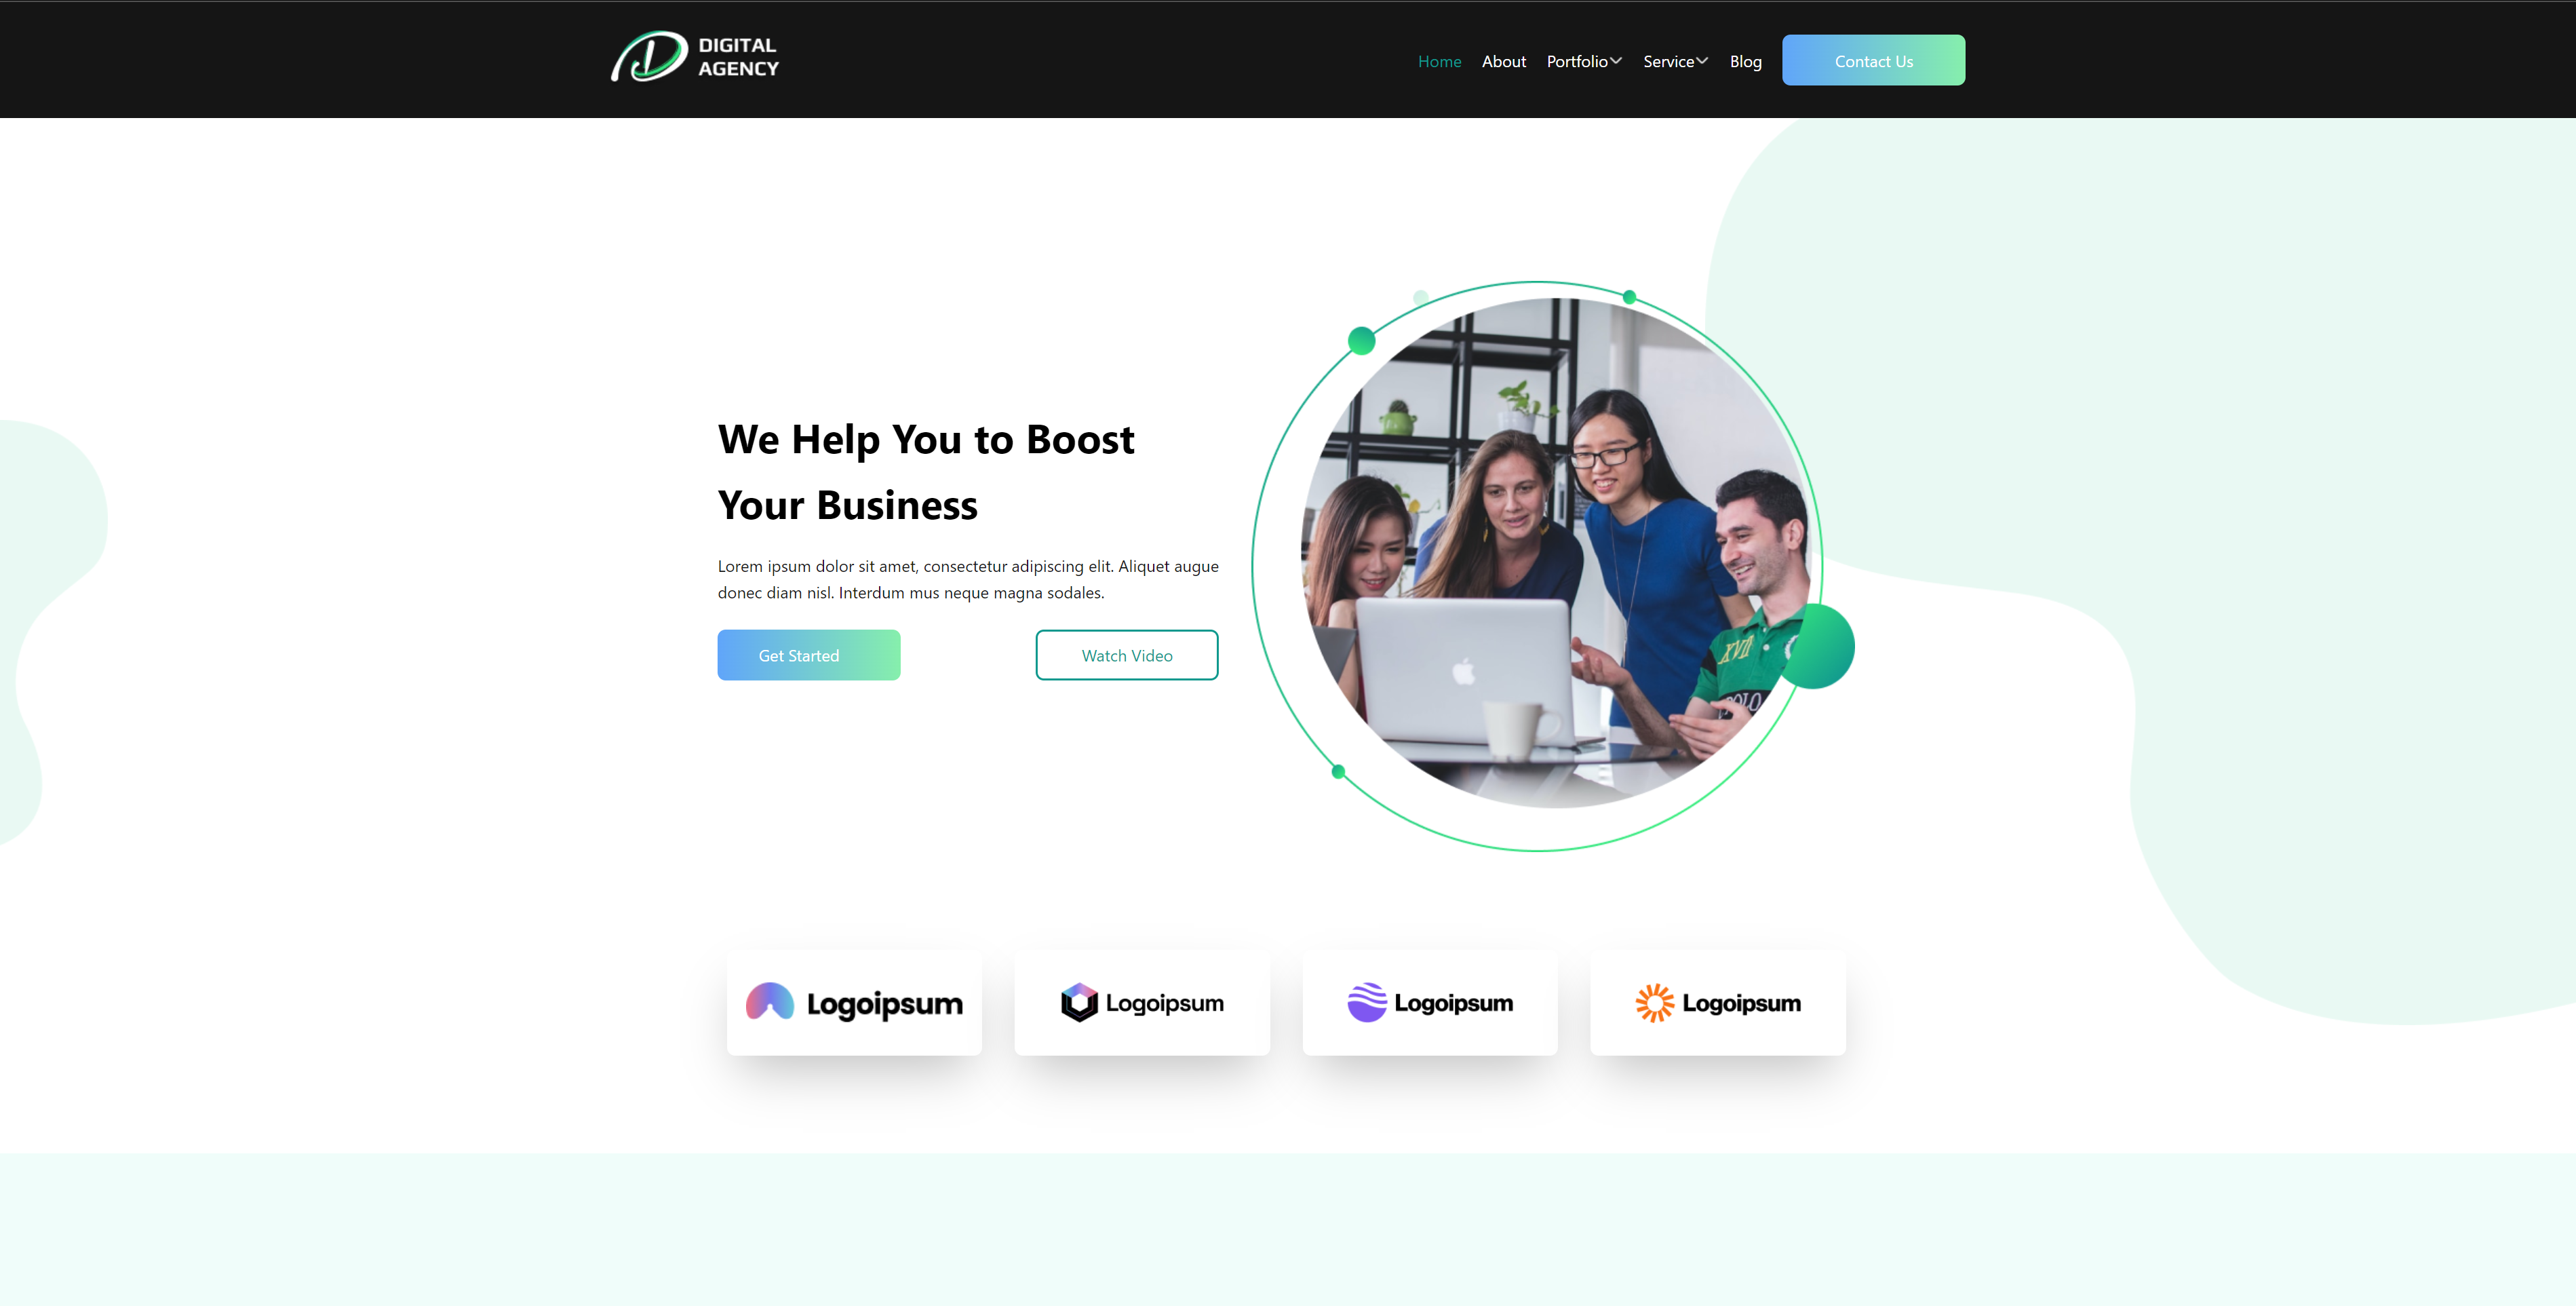 DIGITAL
AGENCY
Home About Portfolio Service Blog Contact Us
We Help You to Boost
Your Business
Lorem ipsum dolor sit amet, consectetur adipiscing elit. Aliquet augue
donec diam nisl. Interdum mus neque magna sodales.
Get Started Watch Video
XVII
POLO
Logoipsum Logoipsum Logoipsum Logoipsum